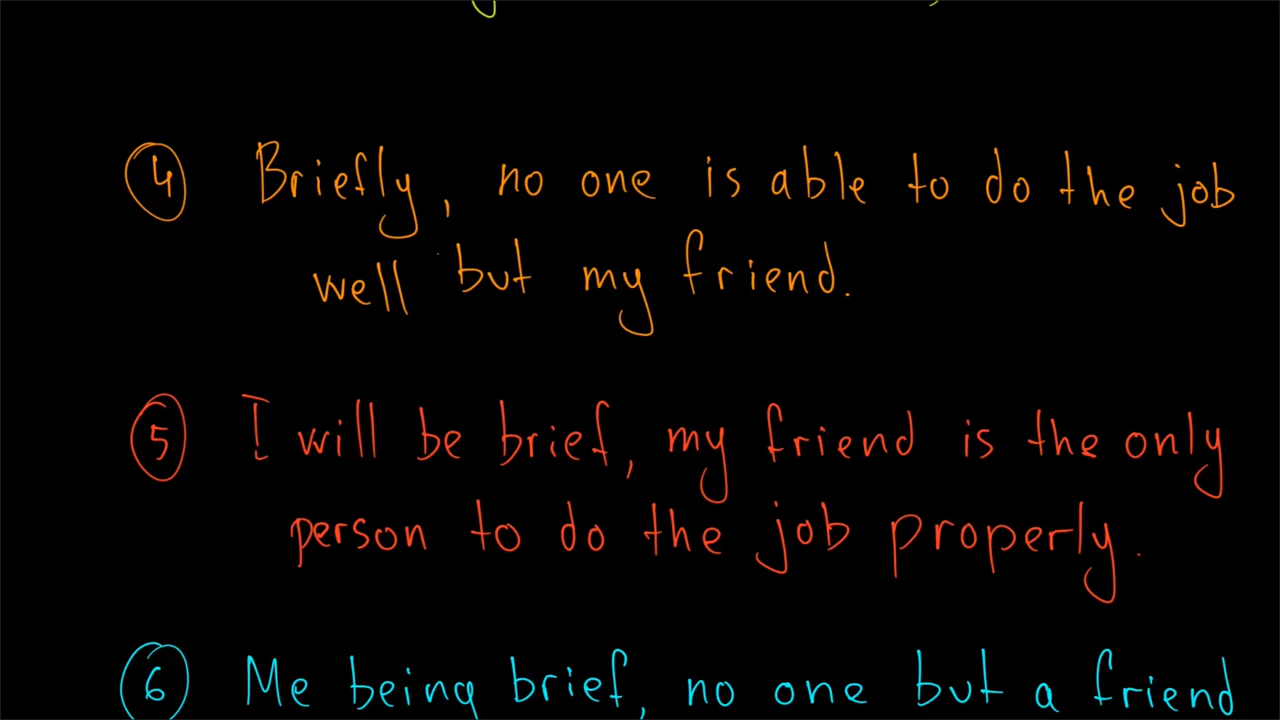 4 Briefly, no one is able to do the job
well but my friend.
5 I will be brief, my friend is the only
person to do the job properly.
6 Me being brief, no one but a friend